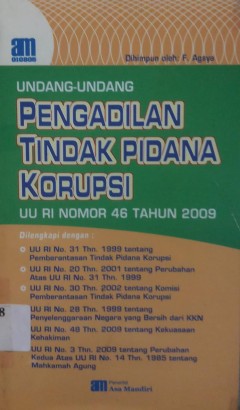 am
Dihimpun oleh: F. Agsya
UNDANG-UNDANG
PENGADILAN
TINDAK PIDANA
KORUPSI
UU RI NOMOR 46 TAHUN 2009
Dilengkapi dengan :
UU RI No. 31 Thn. 1999 tentang
Pemberantasan Tindak Pidana Korupsi
UU RI No. 20 Thn. 2001 tentang Perubahan
Atas UU RI No. 31 Thn. 1999
UU RI No. 30 Thn. 2002 tentang Komisi
Pemberantasan Tindak Pidana Korupsi
UU RI No. 28 Thn. 1999 tentang
Penyelenggaraan Negara yang Bersih dari KKN
UU RI No. 48 Thn. 2009 tentang Kekuasaan
Kehakiman
UU RI No. 3 Thn. 2009 tentang Perubahan
Kedua Atas UU RI No. 14 Thn. 1985 tentang
Mahkamah Agung
8
am
Asa Mandiri